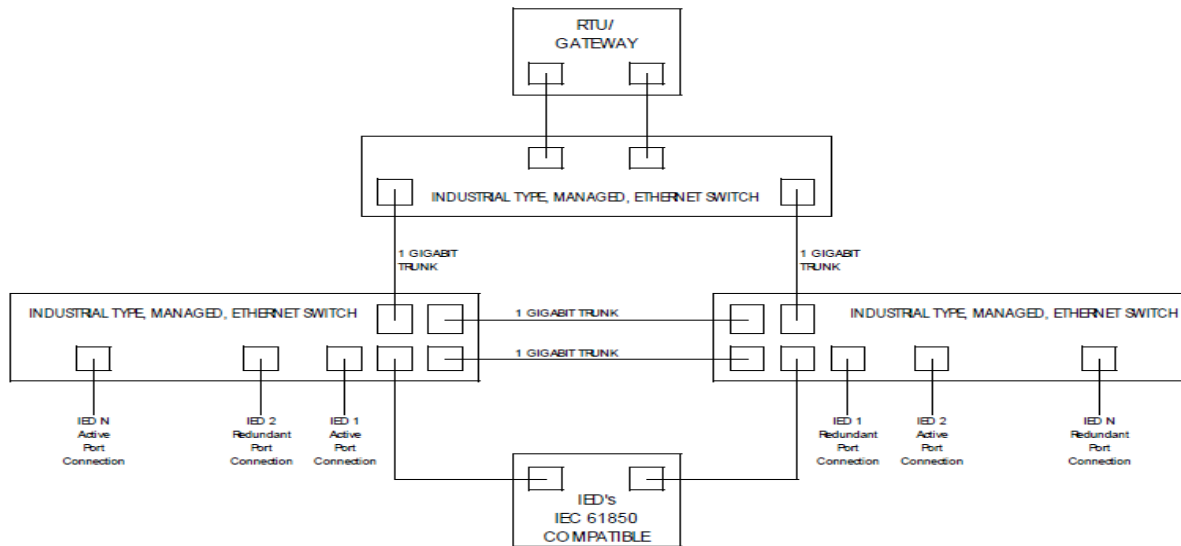 RTU/
GATEWAY
INDUSTRIAL TYPE, MANAGED, ETHERNET SWITCH
1 GIGABIT
TRUNK
1 GIGABIT
TRUNK
INDUSTRIAL TYPE, MANAGED, ETHERNET SWITCH
1 GIGABIT TRUNK
INDUSTRIAL TYPE, MANAGED, ETHERNET SWITCH
1 GIGABIT TRUNK
IED N
Active
Port
Connection
IED 2
Redundant
Port
Connection
IED 1
Active
Port
Connection
IED 1
Redundant
Port
Connection
IED 2
Active
Port
Connection
IED N
Redundant
Port
Connection
IED's
IEC 61850
COMPATIBLE